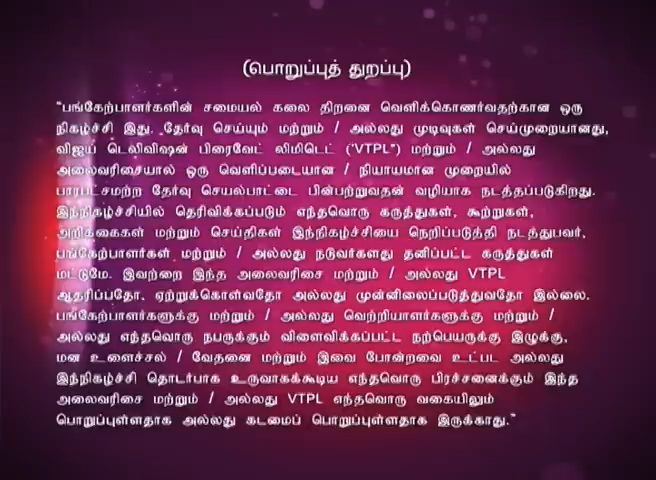 (பொறுப்புத் துறப்பு)
"பங்கேற்பாளர்களின் சமையல் கலை திறனை வெளிக்கொணர்வதற்கான ஒரு
நிகழ்ச்சி இது. தேர்வு செய்யும் மற்றும் / அல்லது முடிவுகள் செய்முறையானது,
விஜய் டெலிவிஷன் பிரைவேட் லிமிடெட் ("VTPL") மற்றும் / அல்லது
அலைவரிசையால் ஒரு வெளிப்படையான / நியாயமான முறையில்
பாரபட்சமற்ற தேர்வு செயல்பாட்டை பின்பற்றுவதன் வழியாக நடத்தப்படுகிறது.
இந்நிகழ்ச்சியில் தெரிவிக்கப்படும் எந்தவொரு கருத்துகள், கூற்றுகள்,
அறிக்கைகள் மற்றும் செய்திகள் இந்நிகழ்ச்சியை நெறிப்படுத்தி நடத்துபவர்,
பங்கேற்பாளர்கள் மற்றும் / அல்லது நடுவர்களது தனிப்பட்ட கருத்துகள்
மட்டுமே. இவற்றை இந்த அலைவரிசை மற்றும் / அல்லது VTPL
ஆதரிப்பதோ, ஏற்றுக்கொள்வதோ அல்லது முன்னிலைப்படுத்துவதோ இல்லை.
பங்கேற்பாளர்களுக்கு மற்றும் / அல்லது வெற்றியாளர்களுக்கு மற்றும் /
அல்லது எந்தவொரு நபருக்கும் விளைவிக்கப்பட்ட நற்பெயருக்கு இழுக்கு,
மன உளைச்சல் / வேதனை மற்றும் இவை போன்றவை உட்பட அல்லது
இந்நிகழ்ச்சி தொடர்பாக உருவாகக்கூடிய எந்தவொரு பிரச்சனைக்கும் இந்த
அலைவரிசை மற்றும் / அல்லது VTPL எந்தவொரு வகையிலும்
பொறுப்புள்ளதாக அல்லது கடமைப் பொறுப்புள்ளதாக இருக்காது."